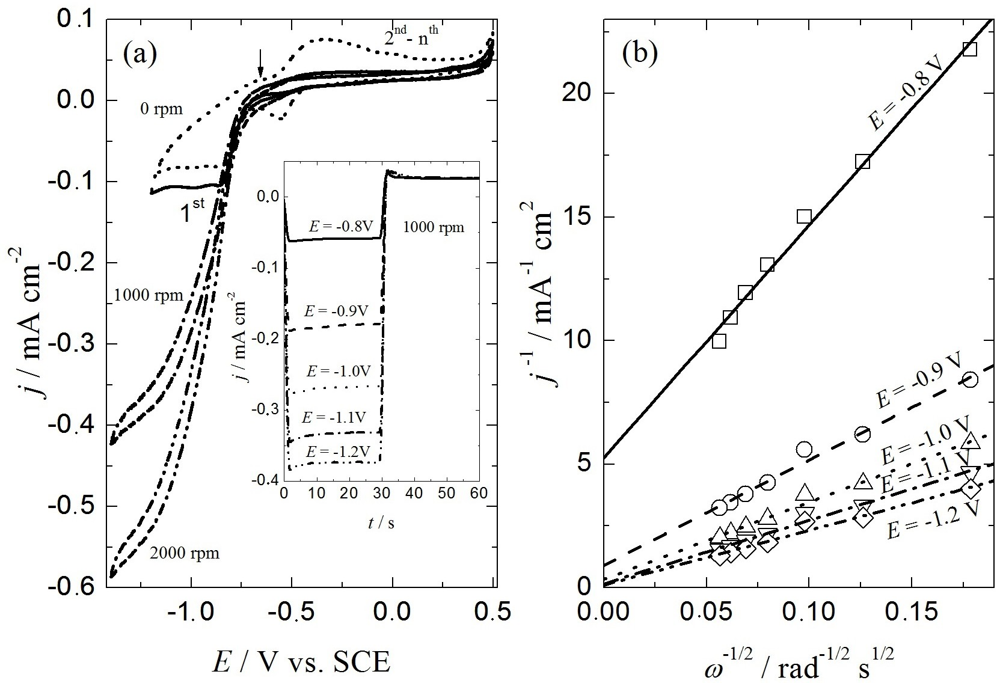 (a)
2nd- nth
0 rpm
1st
1000 rpm
2000 rpm
0.1
0.0
-0.1
-0.2
-0.3
-0.4
-0.5
-0.6
j / mA cm-2
-1.0 -0.5 0.0 0.5
E / V vs. SCE
0.0
-0.1
-0.2
-0.3
-0.4
j / mA cm-2
E = -0.8V
1000 rpm
E = -0.9V
E = -1.0V
E = -1.1V
E = -1.2V
0 10 20 30 40 50 60
t / s
(b)
20
15
10
5
0
j-1 / mA-1 cm2
E = -0.8 V
E = -0.9 V
E = -1.0 V
E = -1.1 V
E = -1.2 V
0.00 0.05 0.10 0.15
ω-1/2 / rad-1/2 s1/2